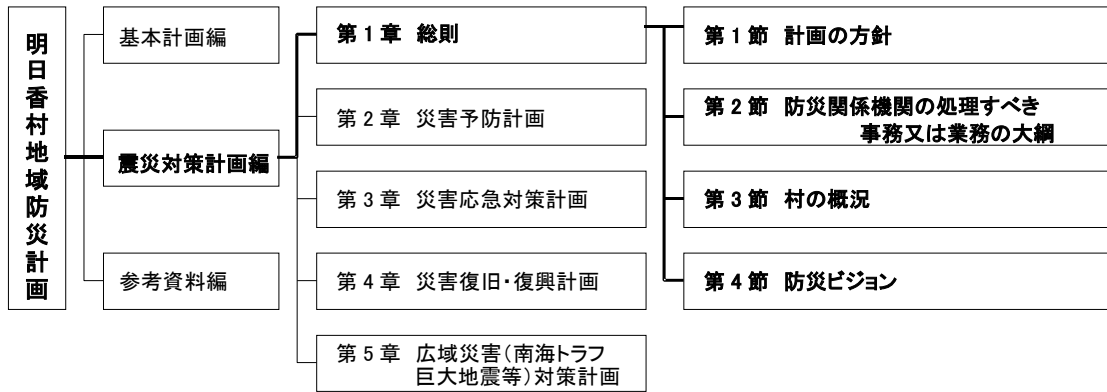 明日香村地域防災計画
基本計画編
震災対策計画編
参考資料編
第1章 総則
第2章 災害予防計画
第3章 災害応急対策計画
第4章 災害復旧・復興計画
第5章 広域災害(南海トラフ
巨大地震等)対策計画
第1節 計画の方針
第2節 防災関係機関の処理すべき
事務又は業務の大綱
第3節 村の概況
第4節 防災ビジョン